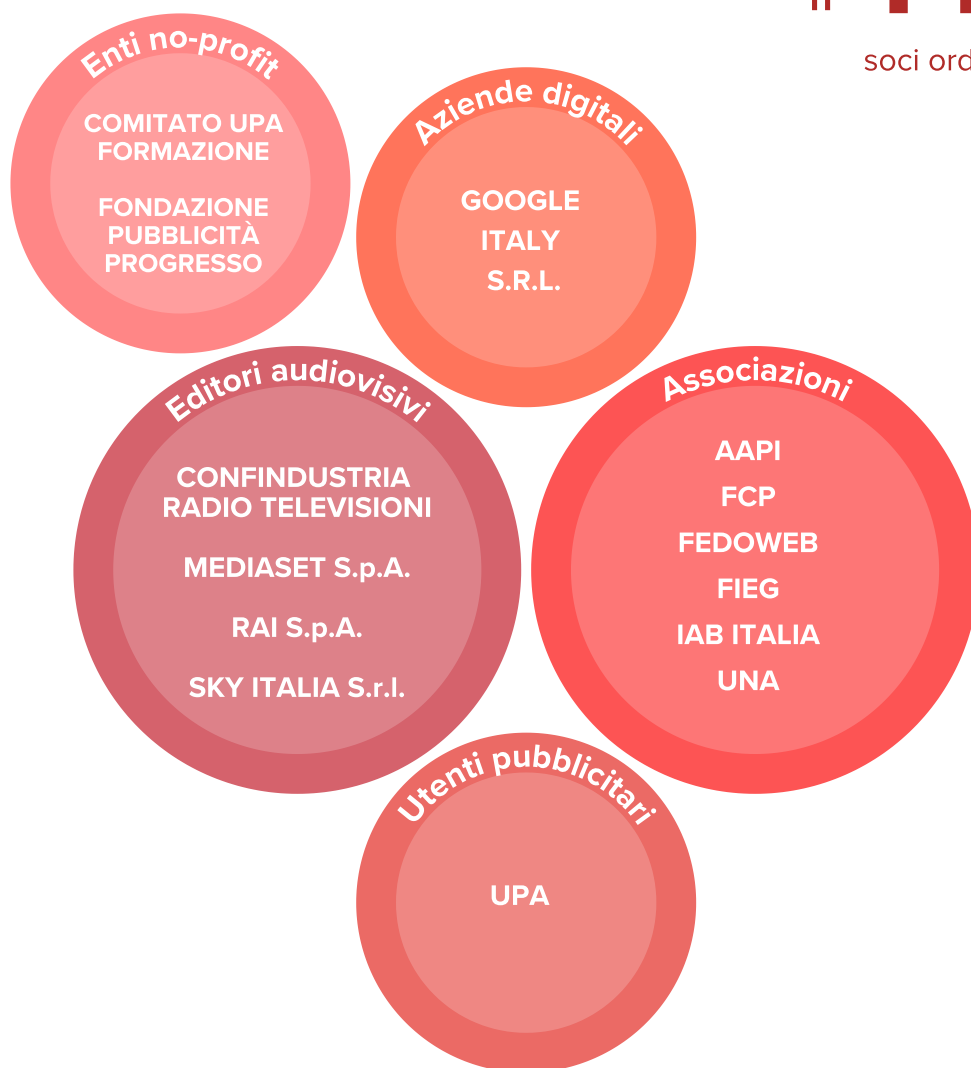 soci ord
Enti no-profit
COMITATO UPA
FORMAZIONE
FONDAZIONE
PUBBLICITÀ
PROGRESSO
Aziende digitali
GOOGLE
ITALY
S.R.L.
Editori audiovisivi
CONFINDUSTRIA
RADIO TELEVISIONI
MEDIASET S.p.A.
RAI S.p.A.
SKY ITALIA S.r.l.
Associazioni
AAPI
FCP
FEDOWEB
FIEG
IAB ITALIA
UNA
Utenti pubblicitari
UPA